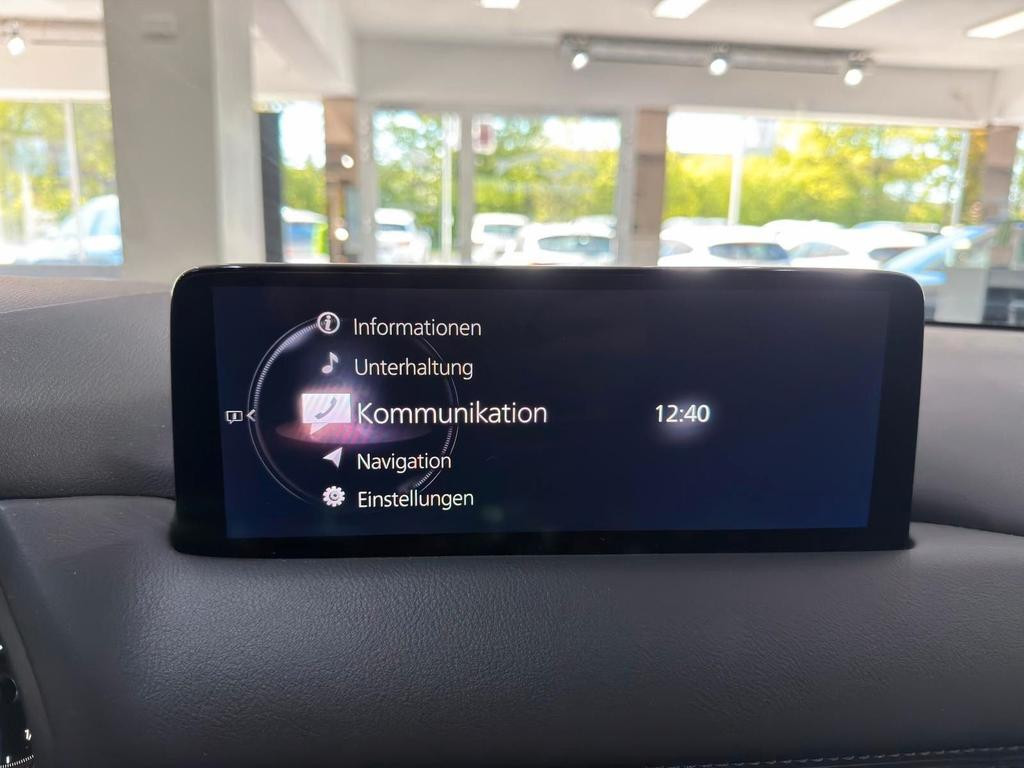 Informationen
Unterhaltung
Kommunikation
12:40
Navigation
Einstellungen